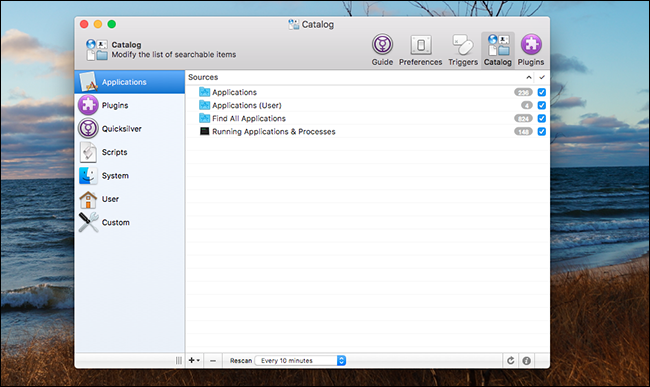 Catalog
Catalog
Modify the list of searchable items
Guide Preferences Triggers Catalog Plugins
Applications
Plugins
Quicksilver
Scripts
System
User
Custom
Sources
Applications 236
Applications (User) 4
Find All Applications 824
Running Applications & Processes 148
Rescan Every 10 minutes